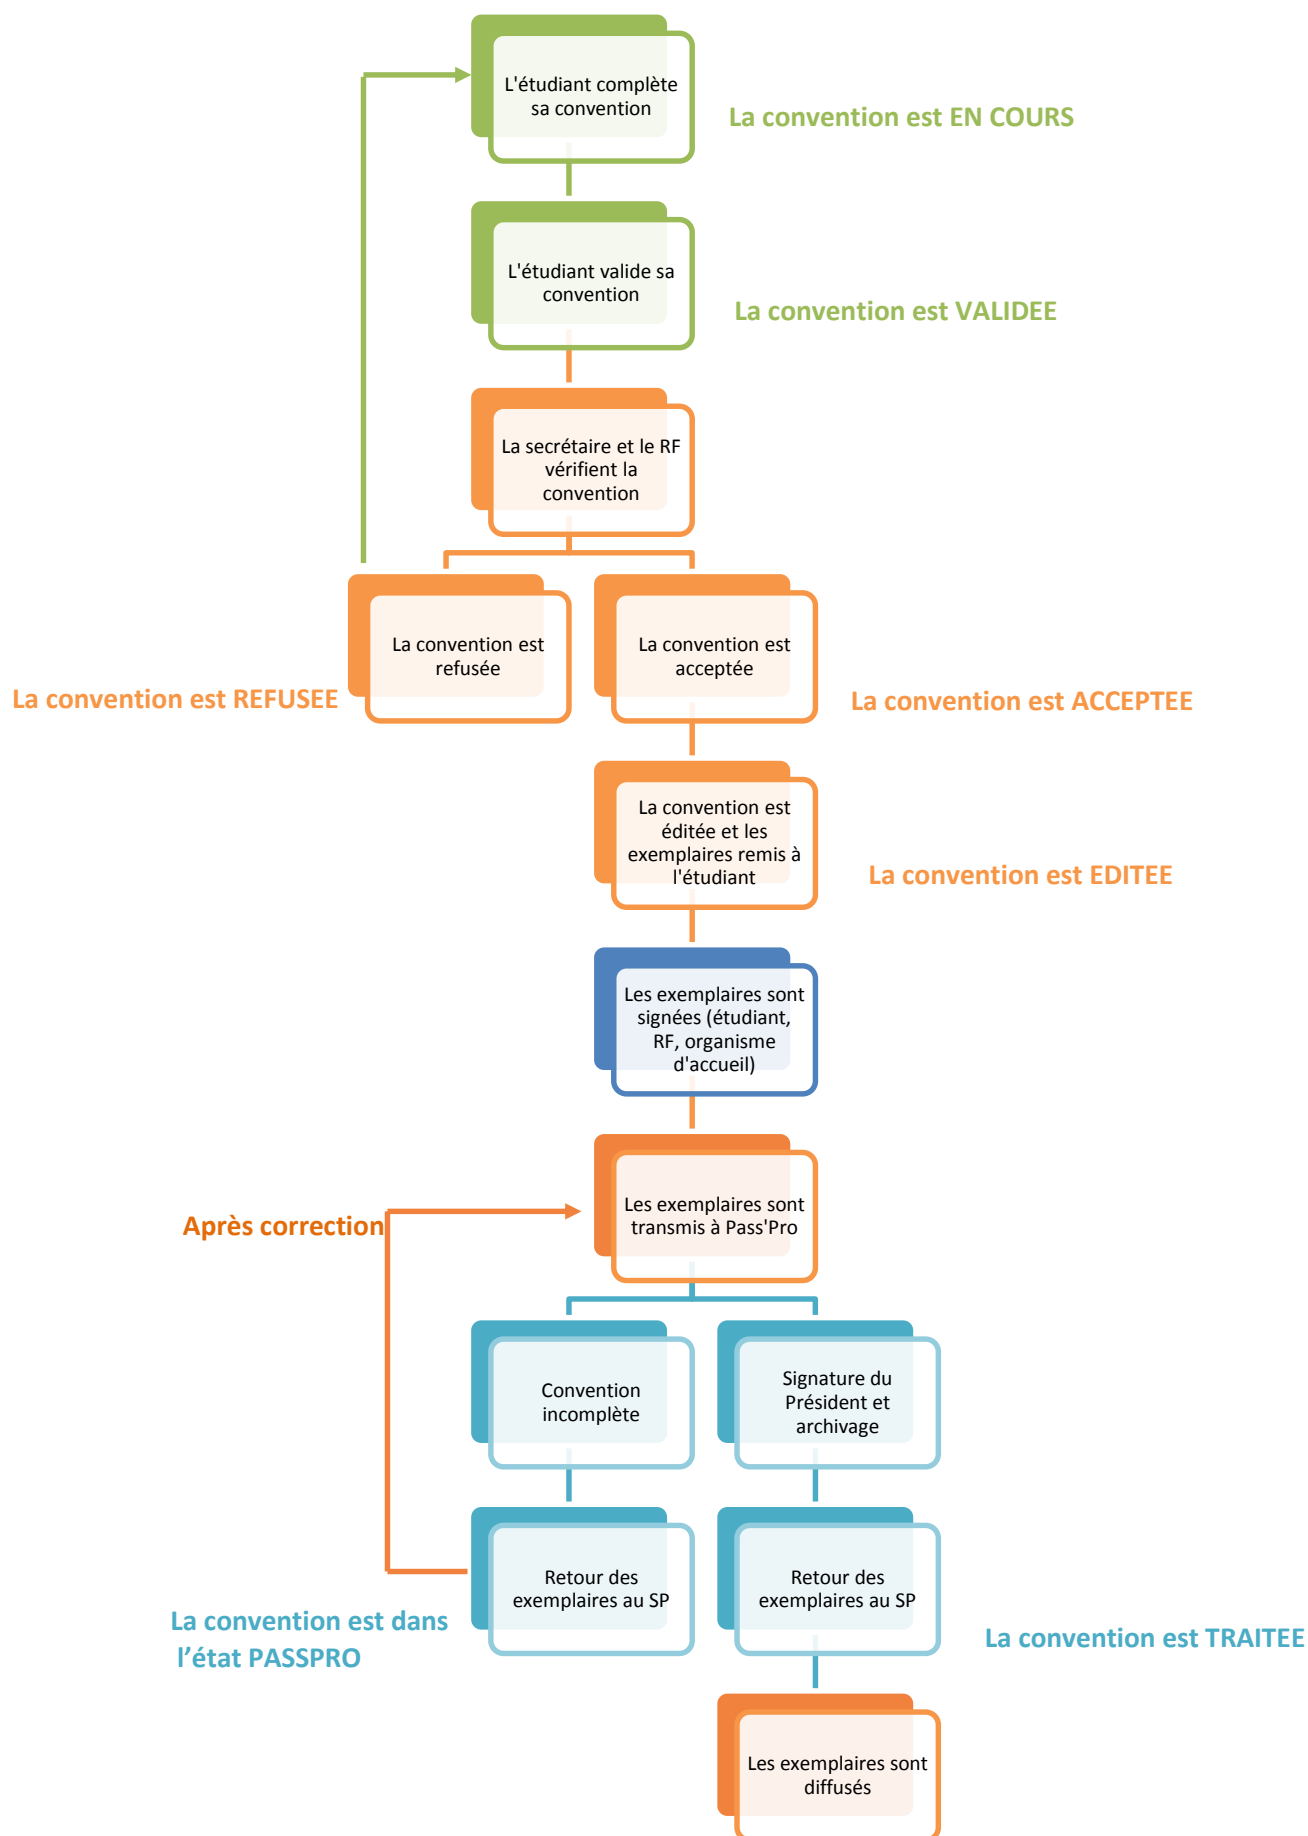 L'étudiant complète
sa convention
La convention est EN COURS
L'étudiant valide sa
convention
La convention est VALIDEE
La secrétaire et le RF
vérifient la
convention
La convention est
refusée
La convention est REFUSEE
La convention est
acceptée
La convention est ACCEPTEE
La convention est
éditée et les
exemplaires remis à
l'étudiant
La convention est EDITEE
Les exemplaires sont
signées (étudiant,
RF, organisme
d'accueil)
Les exemplaires sont
transmis à Pass'Pro
Après correction
Convention
incomplète
Signature du
Président et
archivage
Retour des
exemplaires au SP
La convention est dans
l’état PASSPRO
Retour des
exemplaires au SP
La convention est TRAITEE
Les exemplaires sont
diffusés